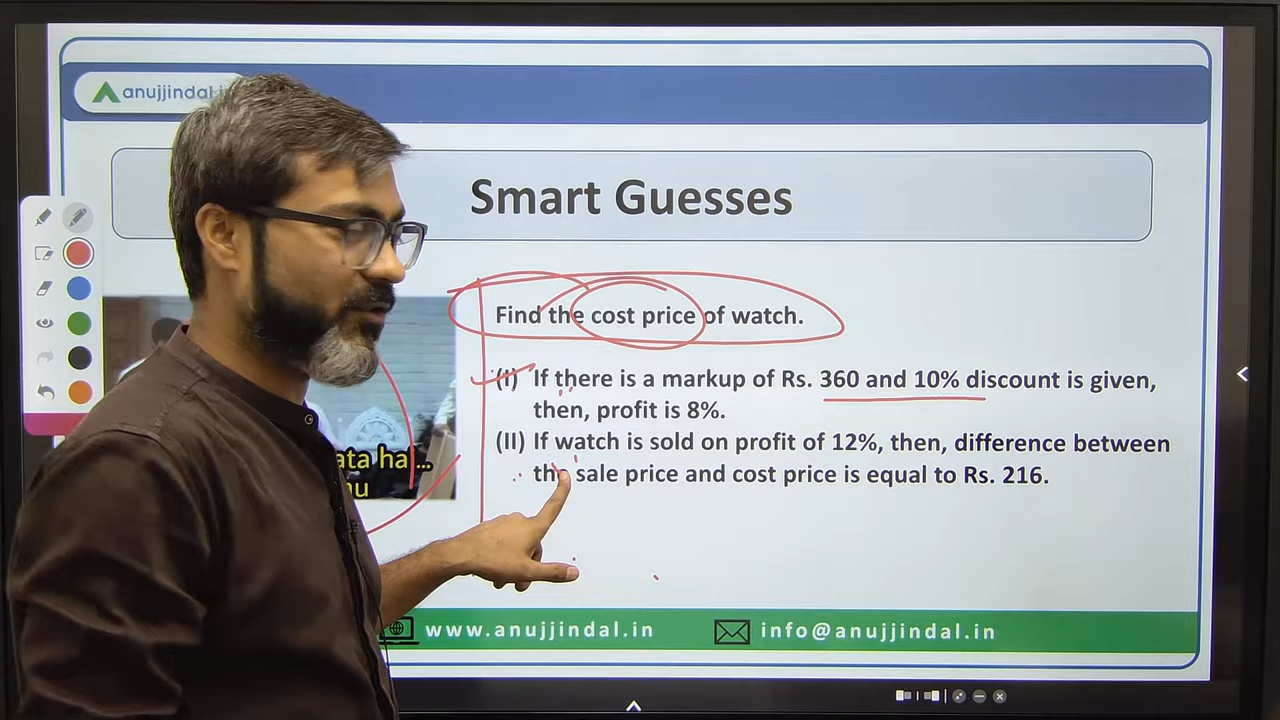 anujjindal.i
Smart Guesses
Find the cost price of watch.
(I) If there is a markup of Rs. 360 and 10% discount is given,
then, profit is 8%.
(II) If watch is sold on profit of 12%, then, difference between
the sale price and cost price is equal to Rs. 216.
ata hai...
www.anujjindal.in
info@anujjindal.in